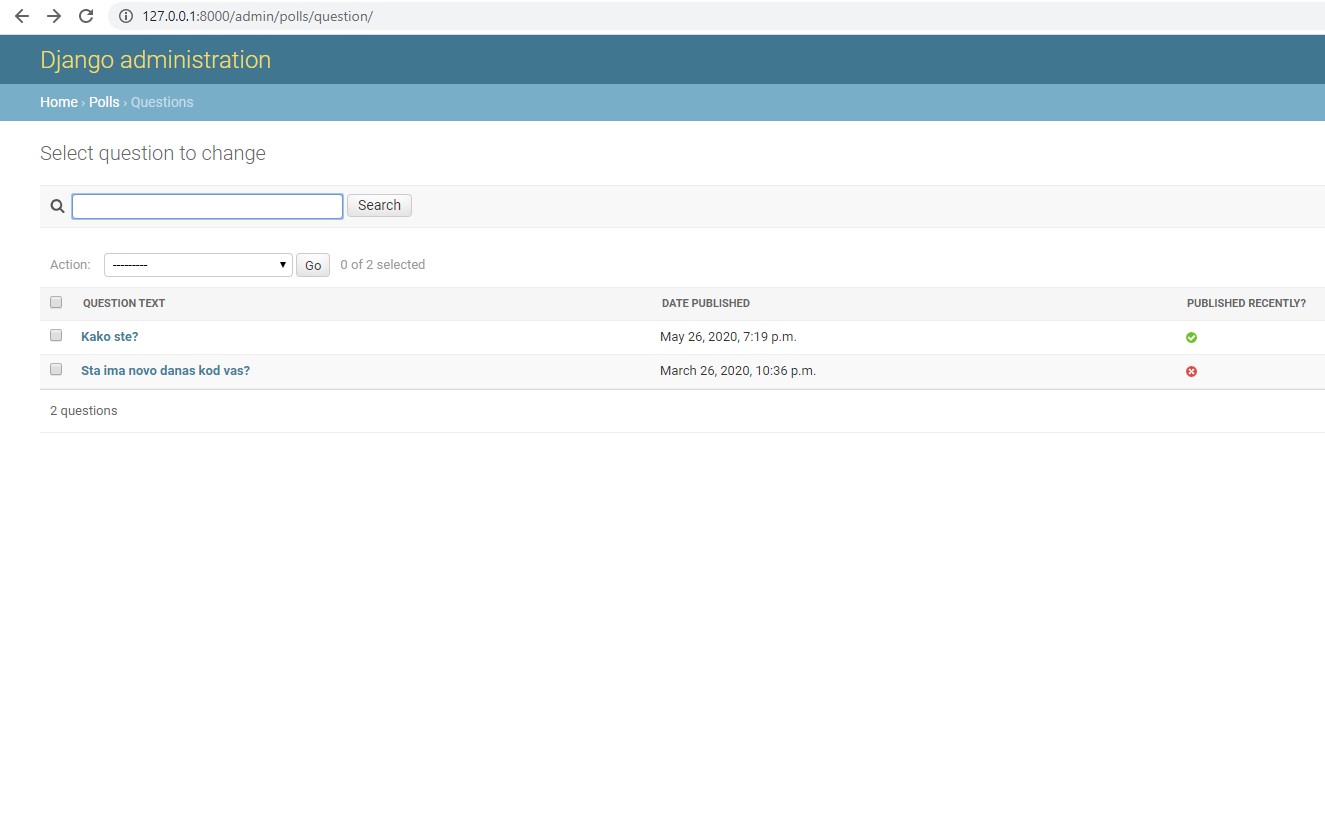 127.0.0.1:8000/admin/polls/question/
Django administration
Home › Polls › Questions
Select question to change
Search
Action: --------- Go 0 of 2 selected
QUESTION TEXT DATE PUBLISHED PUBLISHED RECENTLY?
Kako ste? May 26, 2020, 7:19 p.m.
Sta ima novo danas kod vas? March 26, 2020, 10:36 p.m.
2 questions